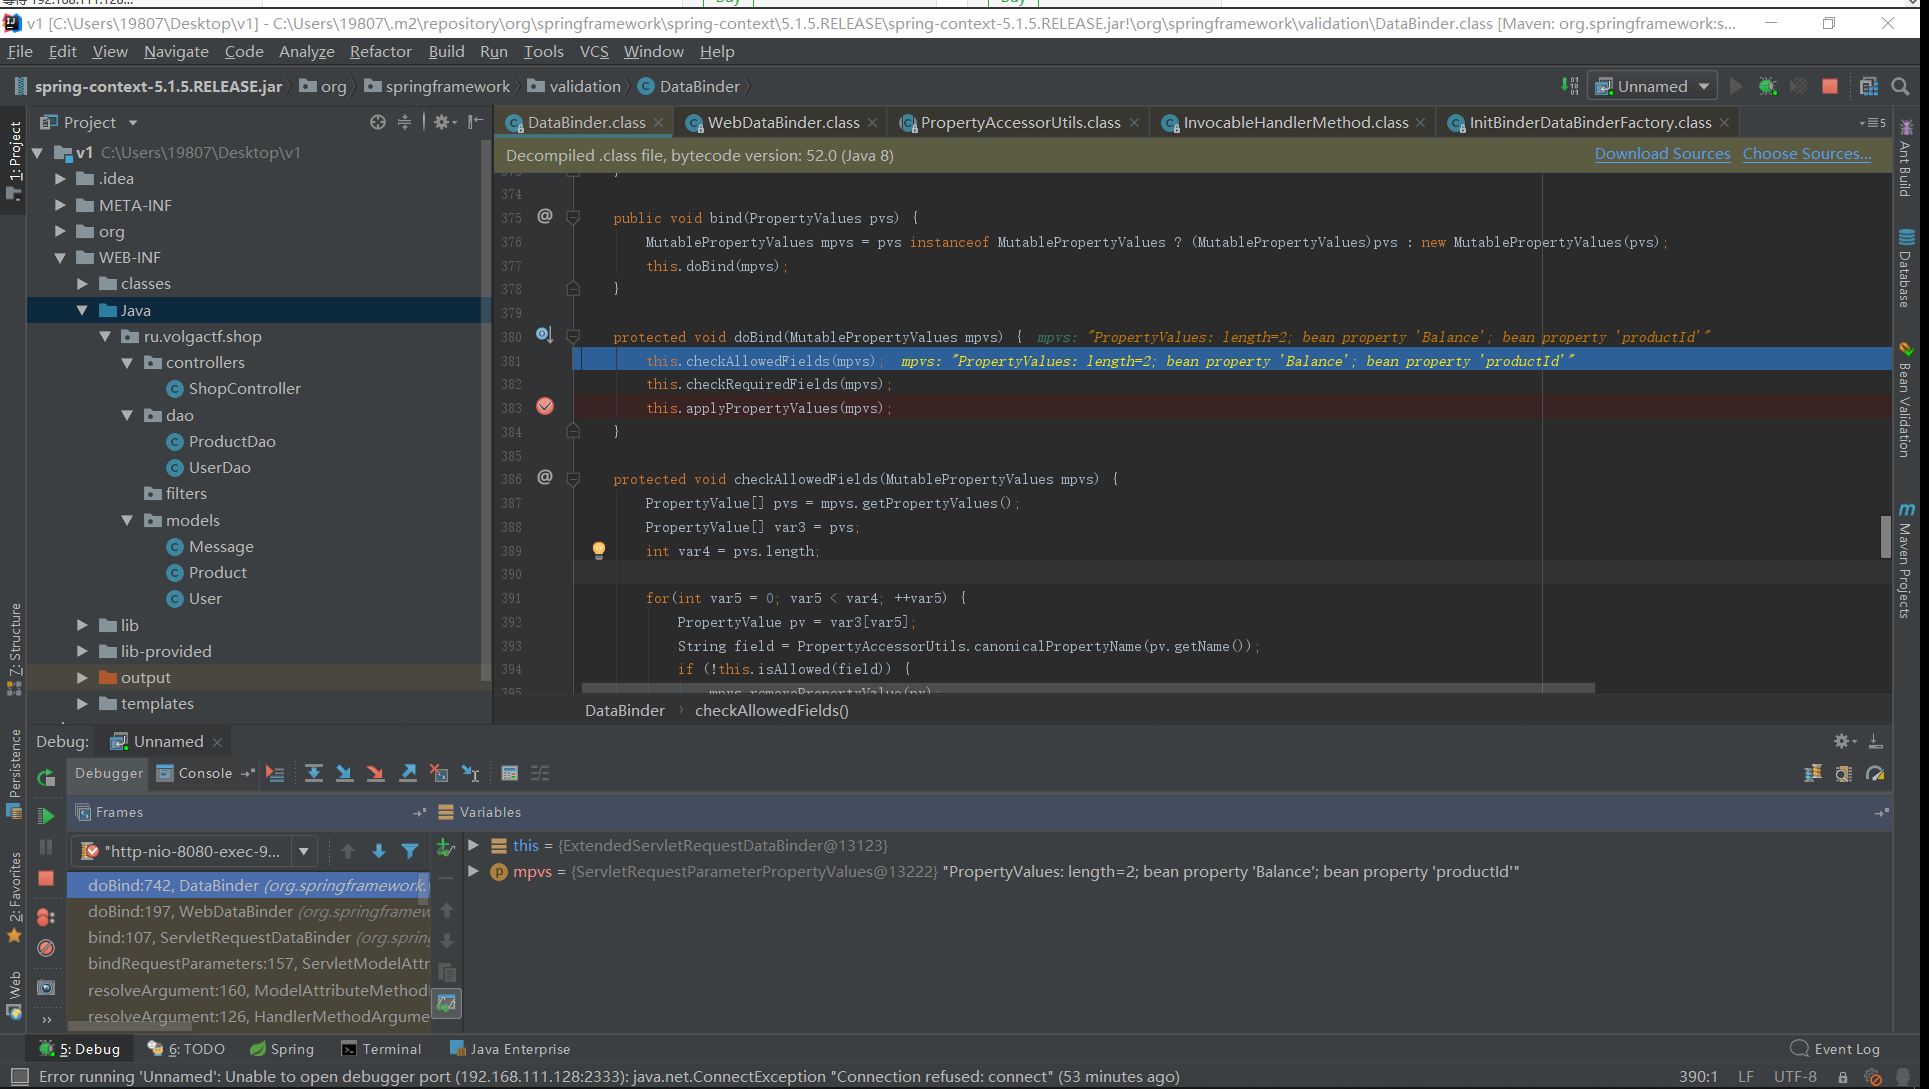 v1 [C:\Users\19807\Desktop\v1] - C:\Users\19807\.m2\repository\org\springframework\spring-context\5.1.5.RELEASE\spring-context-5.1.5.RELEASE.jar!\org\springframework\validation\DataBinder.class [Maven: org.springframework:s...
File Edit View Navigate Code Analyze Refactor Build Run Tools VCS Window Help
spring-context-5.1.5.RELEASE.jar org springframework validation DataBinder Unnamed
Project
DataBinder.class WebDataBinder.class PropertyAccessorUtils.class InvocableHandlerMethod.class InitBinderDataBinderFactory.class 5
Decompiled .class file, bytecode version: 52.0 (Java 8) Download Sources Choose Sources...
1: Project
Z: Structure
Persistence
2: Favorites
Web
v1 C:\Users\19807\Desktop\v1
.idea
META-INF
org
WEB-INF
classes
Java
ru.volgactf.shop
controllers
ShopController
dao
ProductDao
UserDao
filters
models
Message
Product
User
lib
lib-provided
output
templates
374
375 @ public void bind(PropertyValues pvs) {
376 MutablePropertyValues mpvs = pvs instanceof MutablePropertyValues ? (MutablePropertyValues)pvs : new MutablePropertyValues(pvs);
377 this.doBind(mpvs);
378 }
379
380 protected void doBind(MutablePropertyValues mpvs) { mpvs: "PropertyValues: length=2; bean property 'Balance'; bean property 'productId'"
381 this.checkAllowedFields(mpvs); mpvs: "PropertyValues: length=2; bean property 'Balance'; bean property 'productId'"
382 this.checkRequiredFields(mpvs);
383 this.applyPropertyValues(mpvs);
384 }
385
386 @ protected void checkAllowedFields(MutablePropertyValues mpvs) {
387 PropertyValue[] pvs = mpvs.getPropertyValues();
388 PropertyValue[] var3 = pvs;
389 int var4 = pvs.length;
390
391 for(int var5 = 0; var5 < var4; ++var5) {
392 PropertyValue pv = var3[var5];
393 String field = PropertyAccessorUtils.canonicalPropertyName(pv.getName());
394 if (!this.isAllowed(field)) {
395 mpvs.removePropertyValue(pv);
DataBinder checkAllowedFields()
Ant Build
Database
Bean Validation
Maven Projects
Debug: Unnamed
Debugger Console
Frames
Variables
"http-nio-8080-exec-9...
doBind:742, DataBinder (org.springframework.
doBind:197, WebDataBinder (org.springframew
bind:107, ServletRequestDataBinder (org.spring
bindRequestParameters:157, ServletModelAttr
resolveArgument:160, ModelAttributeMethod
resolveArgument:126, HandlerMethodArgume
this = {ExtendedServletRequestDataBinder@13123}
mpvs = {ServletRequestParameterPropertyValues@13222} "PropertyValues: length=2; bean property 'Balance'; bean property 'productId'"
5: Debug 6: TODO Spring Terminal Java Enterprise Event Log
Error running 'Unnamed': Unable to open debugger port (192.168.111.128:2333): java.net.ConnectException "Connection refused: connect" (53 minutes ago) 390:1 LF UTF-8